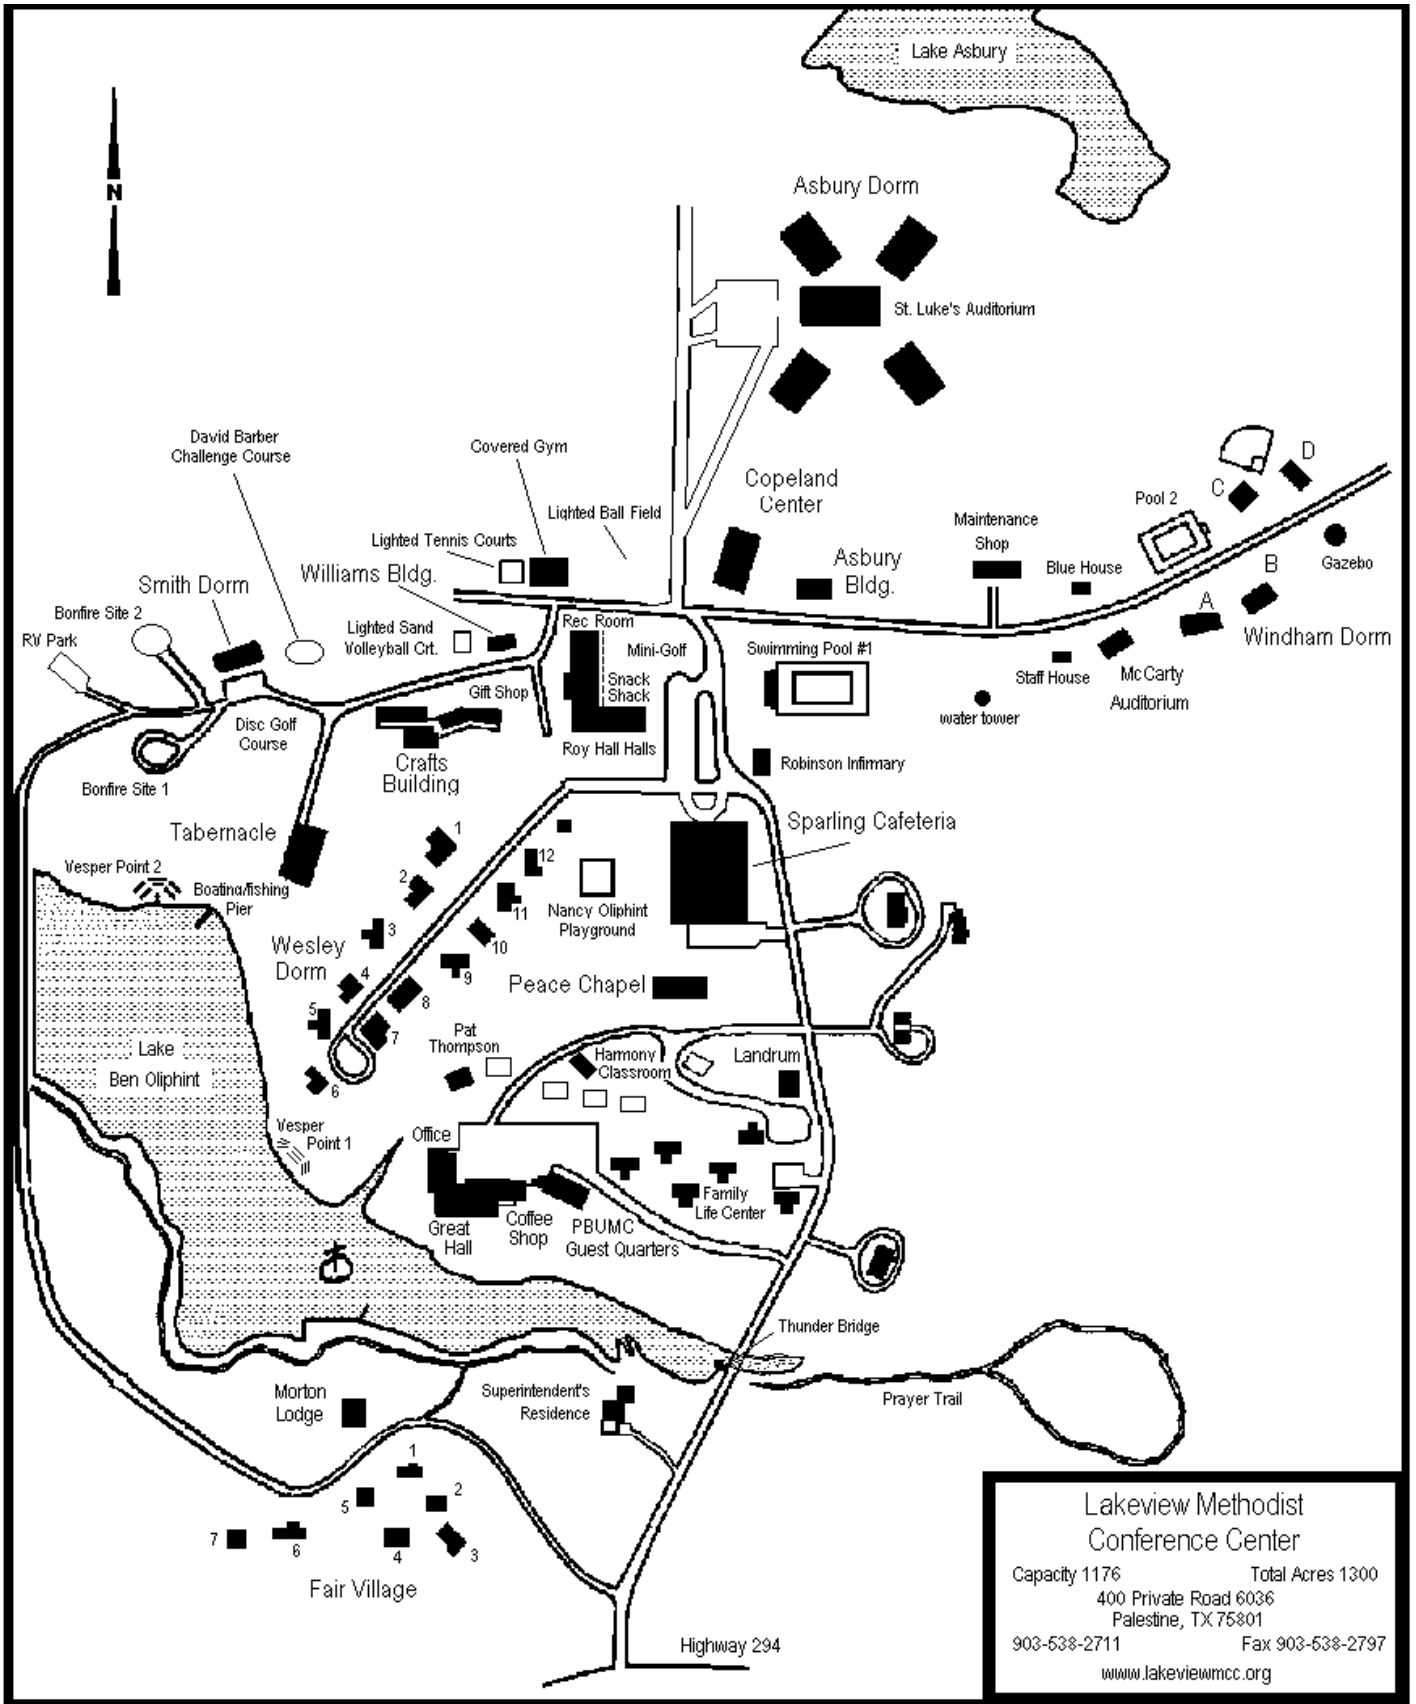 Lake Asbury
N
Asbury Dorm
St. Luke's Auditorium
David Barber
Challenge Course
Covered Gym
Copeland
Center
Lighted Ball Field
Lighted Tennis Courts
Maintenance
Shop
Pool 2
C
D
Smith Dorm
Williams Bldg.
Asbury
Bldg.
Blue House
Gazebo
B
A
Windham Dorm
Bonfire Site 2
RV Park
Lighted Sand
Volleyball Crt.
Rec Room
Mini-Golf
Swimming Pool #1
Staff House
McCarty
Auditorium
Snack
Shack
Gift Shop
water tower
Disc Golf
Course
Roy Hall Halls
Crafts
Building
Robinson Infirmary
Bonfire Site 1
Tabernacle
Sparling Cafeteria
Vesper Point 2
Boating/fishing
Pier
1
2
3
4
5
6
7
8
9
10
11
12
Nancy Oliphint
Playground
Wesley
Dorm
Peace Chapel
Lake
Ben Oliphint
Pat
Thompson
Harmony
Classroom
Landrum
Vesper
Point 1
Office
Family
Life Center
Great
Hall
Coffee
Shop
PBUMC
Guest Quarters
Thunder Bridge
Prayer Trail
Morton
Lodge
Superintendent's
Residence
1
2
3
4
5
6
7
Fair Village
Highway 294
Lakeview Methodist
Conference Center
Capacity 1176 Total Acres 1300
400 Private Road 6036
Palestine, TX 75801
903-538-2711 Fax 903-538-2797
www.lakeviewmcc.org